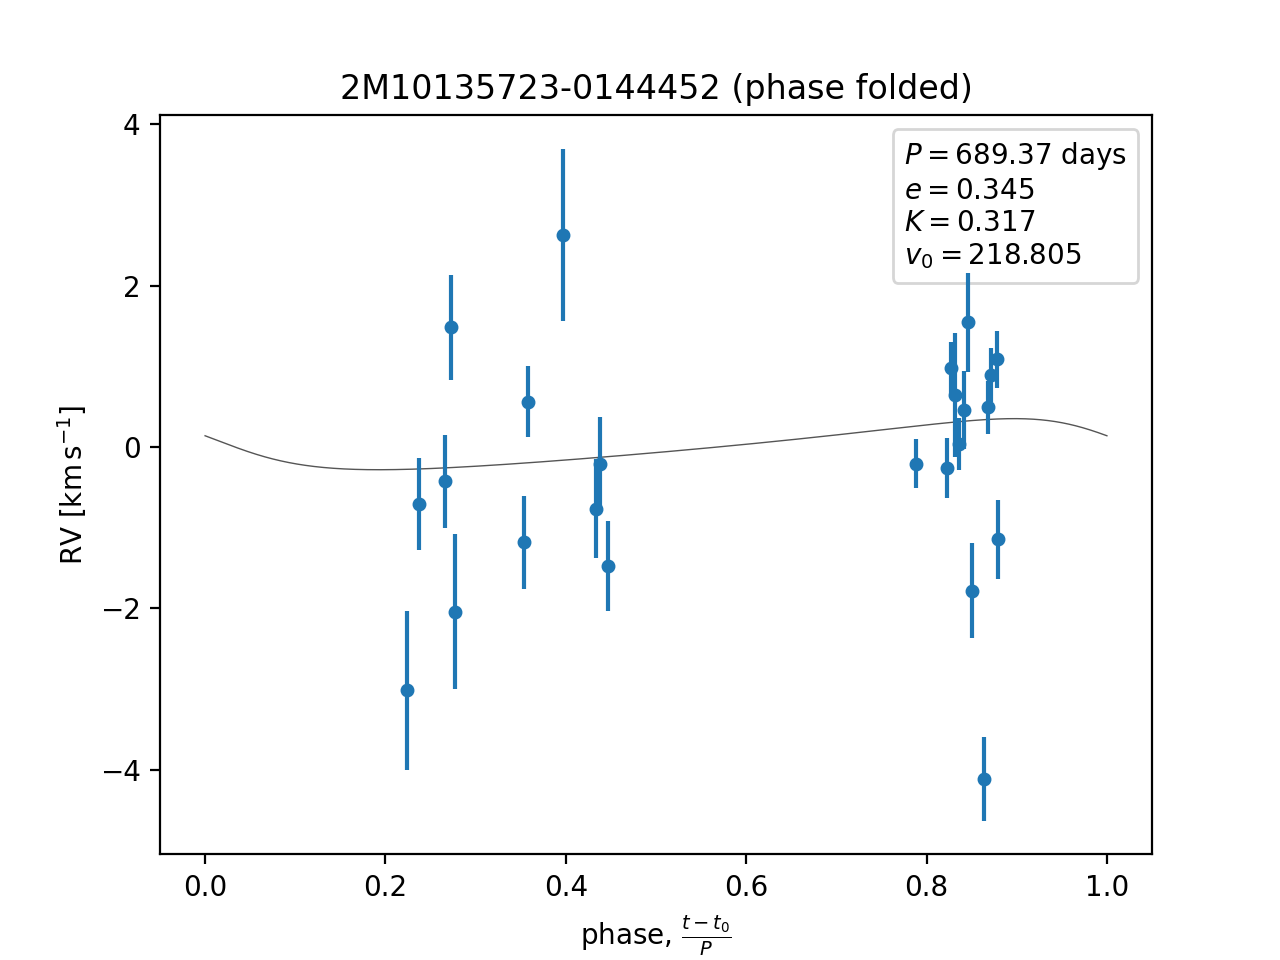 2M10135723-0144452 (phase folded)
P = 689.37 days
e = 0.345
K = 0.317
v₀ = 218.805
4
2
0
−2
−4
RV [km s⁻¹]
0.0 0.2 0.4 0.6 0.8 1.0
phase, (t − t₀)/P